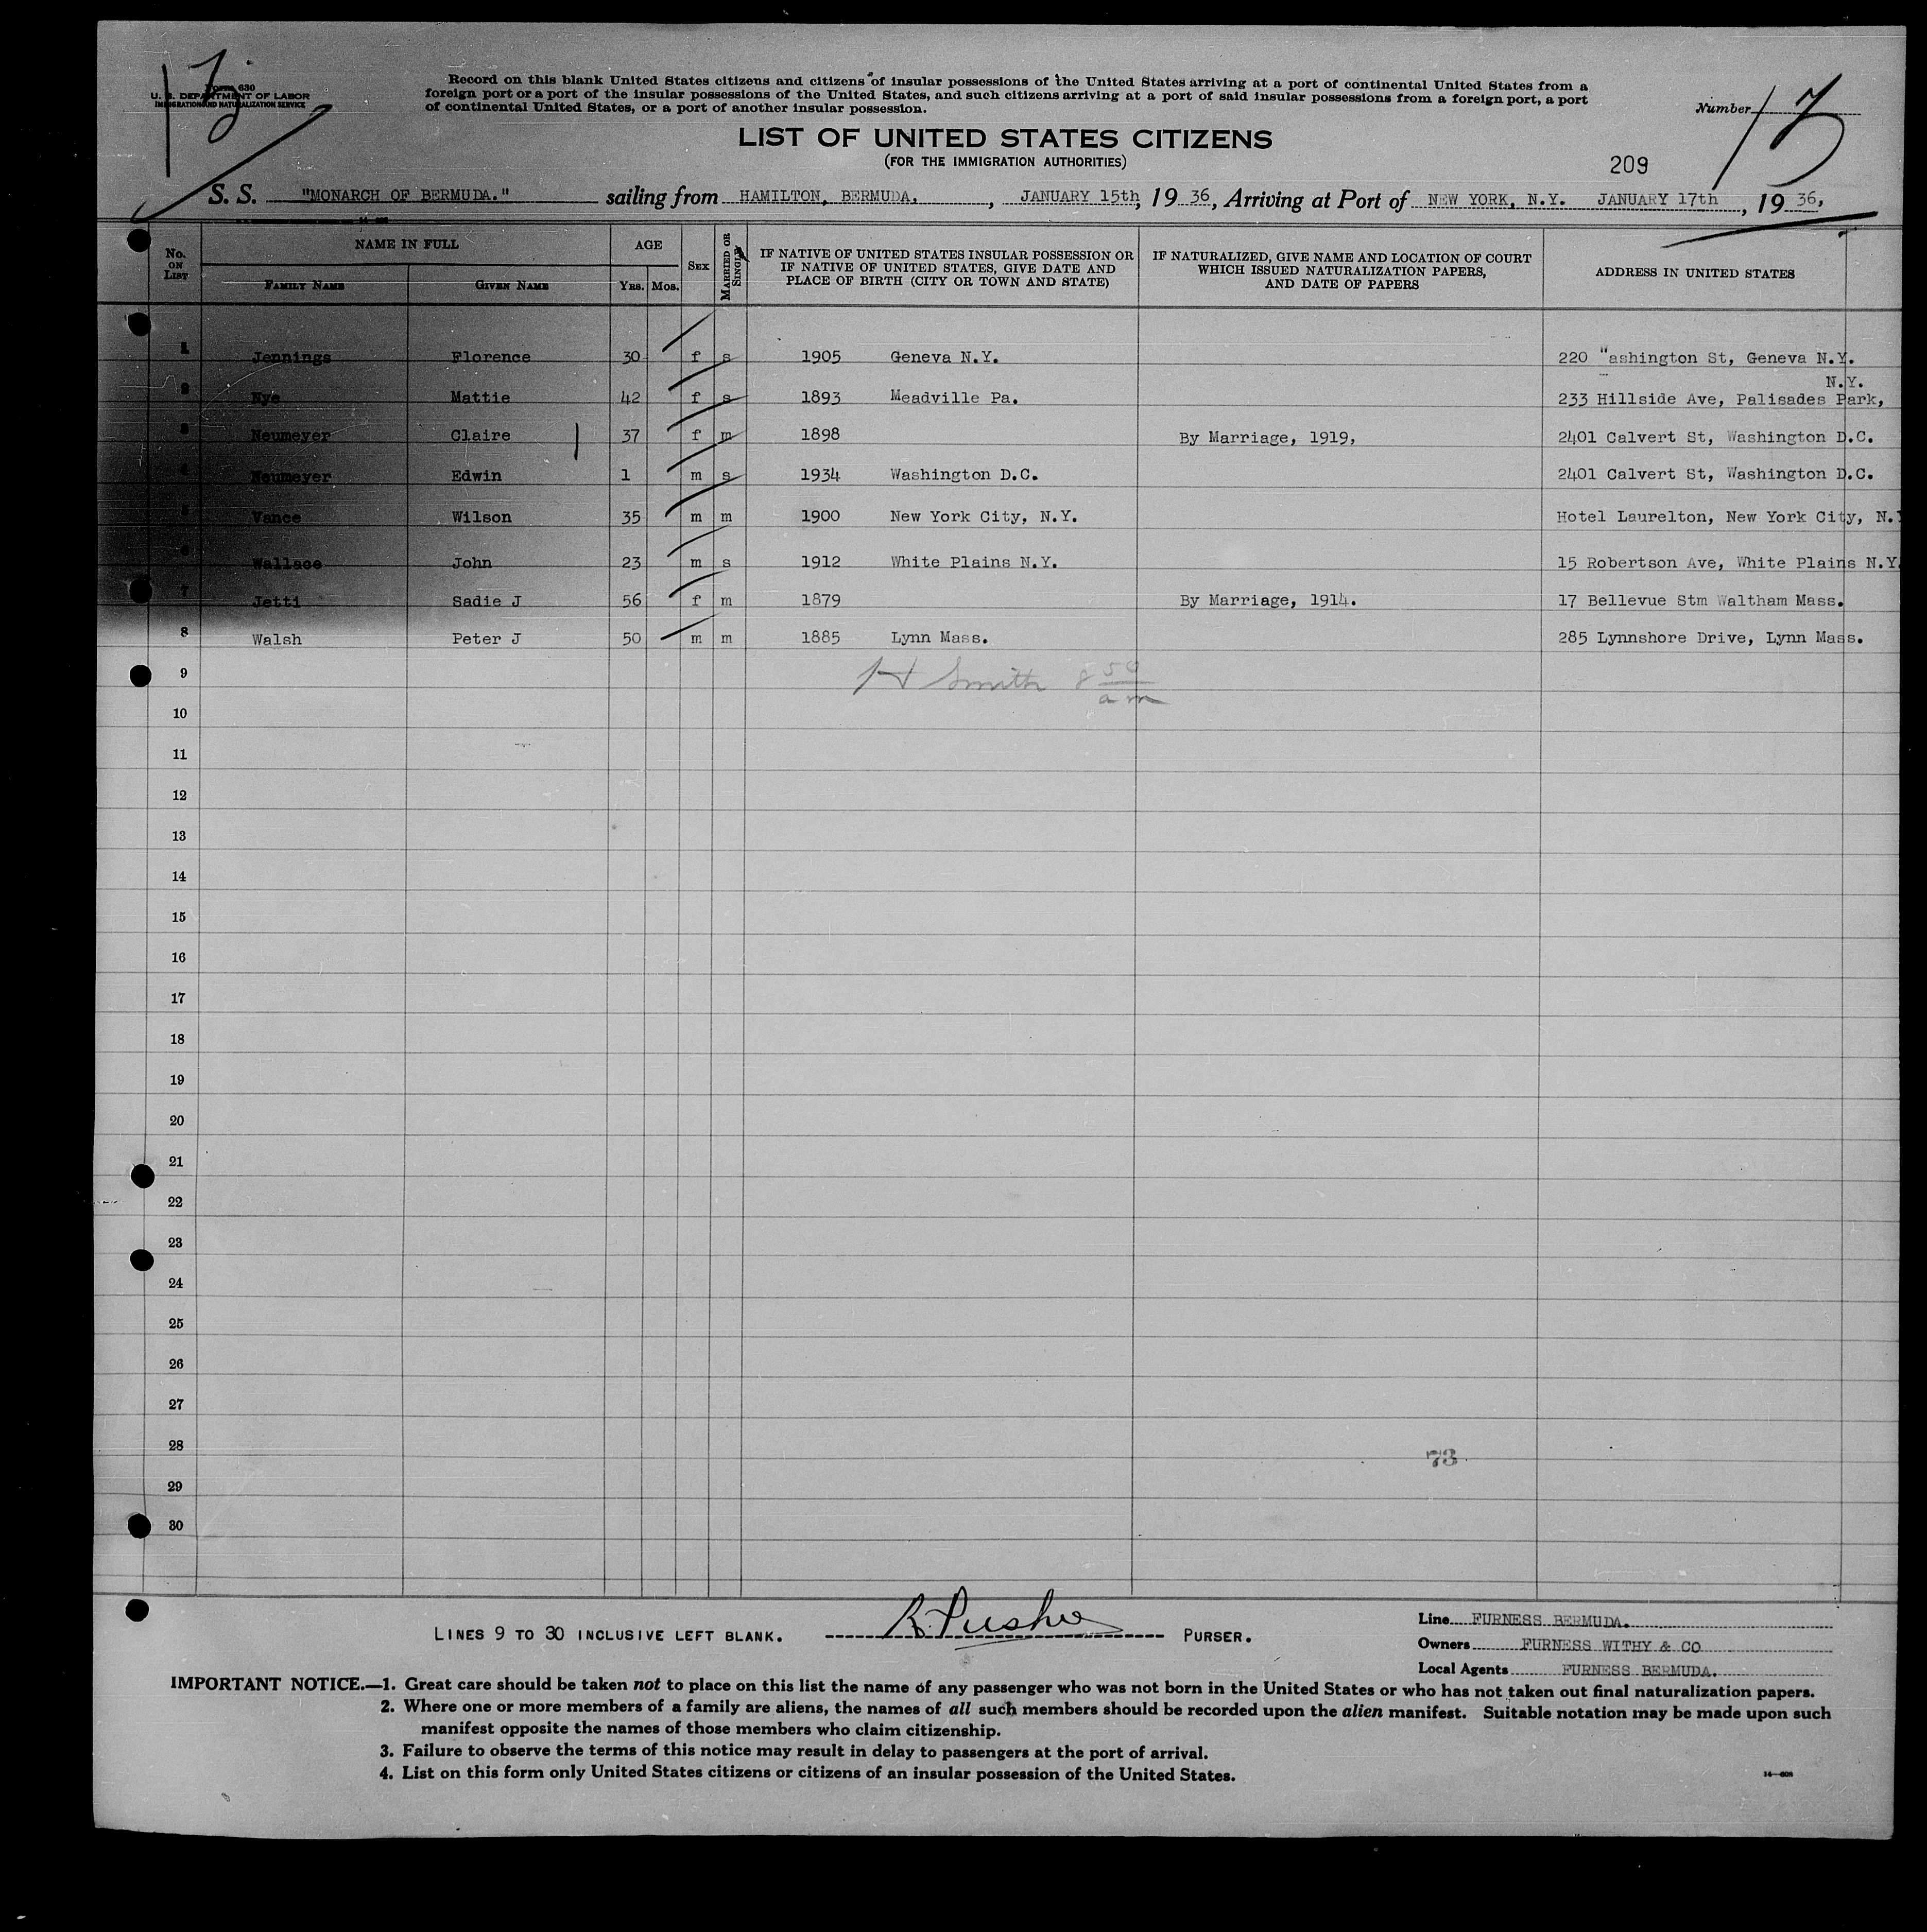 Form 630
U. S. DEPARTMENT OF LABOR
IMMIGRATION AND NATURALIZATION SERVICE
Record on this blank United States citizens and citizens of insular possessions of the United States arriving at a port of continental United States from a
foreign port or a port of the insular possessions of the United States, and such citizens arriving at a port of said insular possessions from a foreign port, a port
of continental United States, or a port of another insular possession.
Number
LIST OF UNITED STATES CITIZENS
(FOR THE IMMIGRATION AUTHORITIES)
209
S. S. "MONARCH OF BERMUDA." sailing from HAMILTON, BERMUDA. , JANUARY 15th, 19 36, Arriving at Port of NEW YORK, N.Y. JANUARY 17th , 19 36,
No. ON LIST NAME IN FULL AGE SEX MARRIED OR SINGLE IF NATIVE OF UNITED STATES INSULAR POSSESSION OR IF NATIVE OF UNITED STATES, GIVE DATE AND PLACE OF BIRTH (CITY OR TOWN AND STATE) IF NATURALIZED, GIVE NAME AND LOCATION OF COURT WHICH ISSUED NATURALIZATION PAPERS, AND DATE OF PAPERS ADDRESS IN UNITED STATES
FAMILY NAME GIVEN NAME YRS. MOS.
1 Jennings Florence 30 f s 1905 Geneva N.Y. 220 "ashington St, Geneva N.Y.
N.Y.
2 Nye Mattie 42 f s 1893 Meadville Pa. 233 Hillside Ave, Palisades Park,
3 Neumeyer Claire 37 f m 1898 By Marriage, 1919, 2401 Calvert St, Washington D.C.
4 Neumeyer Edwin 1 m s 1934 Washington D.C. 2401 Calvert St, Washington D.C.
5 Vance Wilson 35 m m 1900 New York City, N.Y. Hotel Laurelton, New York City, N.Y
6 Wallace John 23 m s 1912 White Plains N.Y. 15 Robertson Ave, White Plains N.Y.
7 Jetti Sadie J 56 f m 1879 By Marriage, 1914. 17 Bellevue Stm Waltham Mass.
8 Walsh Peter J 50 m m 1885 Lynn Mass. 285 Lynnshore Drive, Lynn Mass.
9 H Smith 8 50 am
10
11
12
13
14
15
16
17
18
19
20
21
22
23
24
25
26
27
28
73
29
30
LINES 9 TO 30 INCLUSIVE LEFT BLANK. PURSER.
Line FURNESS BERMUDA.
Owners FURNESS WITHY & CO
Local Agents FURNESS BERMUDA.
IMPORTANT NOTICE.—1. Great care should be taken not to place on this list the name of any passenger who was not born in the United States or who has not taken out final naturalization papers.
2. Where one or more members of a family are aliens, the names of all such members should be recorded upon the alien manifest. Suitable notation may be made upon such
manifest opposite the names of those members who claim citizenship.
3. Failure to observe the terms of this notice may result in delay to passengers at the port of arrival.
4. List on this form only United States citizens or citizens of an insular possession of the United States.